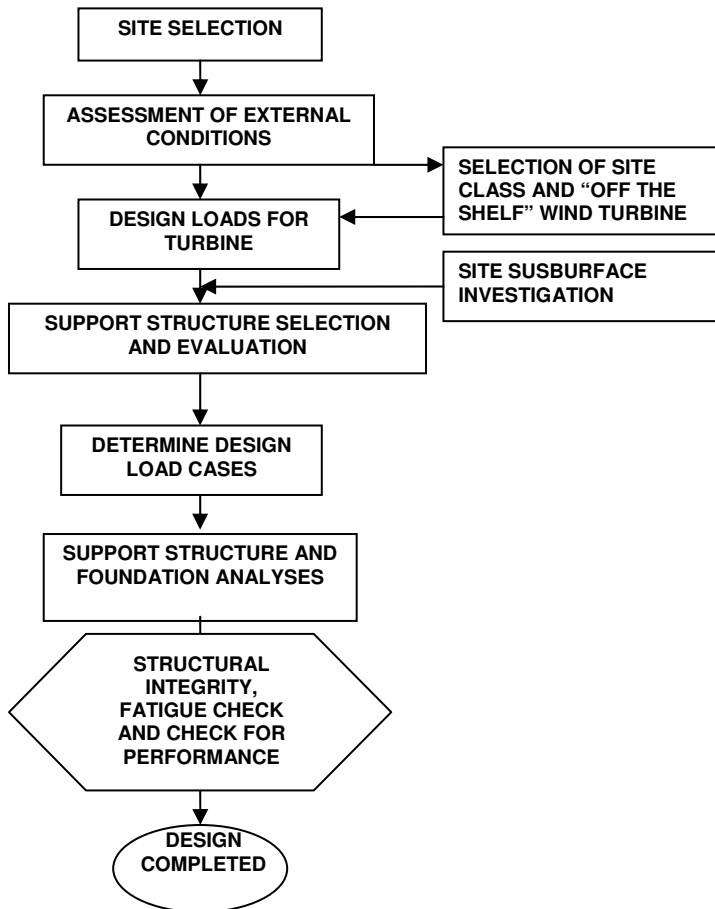 SITE SELECTION
ASSESSMENT OF EXTERNAL
CONDITIONS
SELECTION OF SITE
CLASS AND “OFF THE
SHELF” WIND TURBINE
DESIGN LOADS FOR
TURBINE
SITE SUSBURFACE
INVESTIGATION
SUPPORT STRUCTURE SELECTION
AND EVALUATION
DETERMINE DESIGN
LOAD CASES
SUPPORT STRUCTURE AND
FOUNDATION ANALYSES
STRUCTURAL
INTEGRITY,
FATIGUE CHECK
AND CHECK FOR
PERFORMANCE
DESIGN
COMPLETED